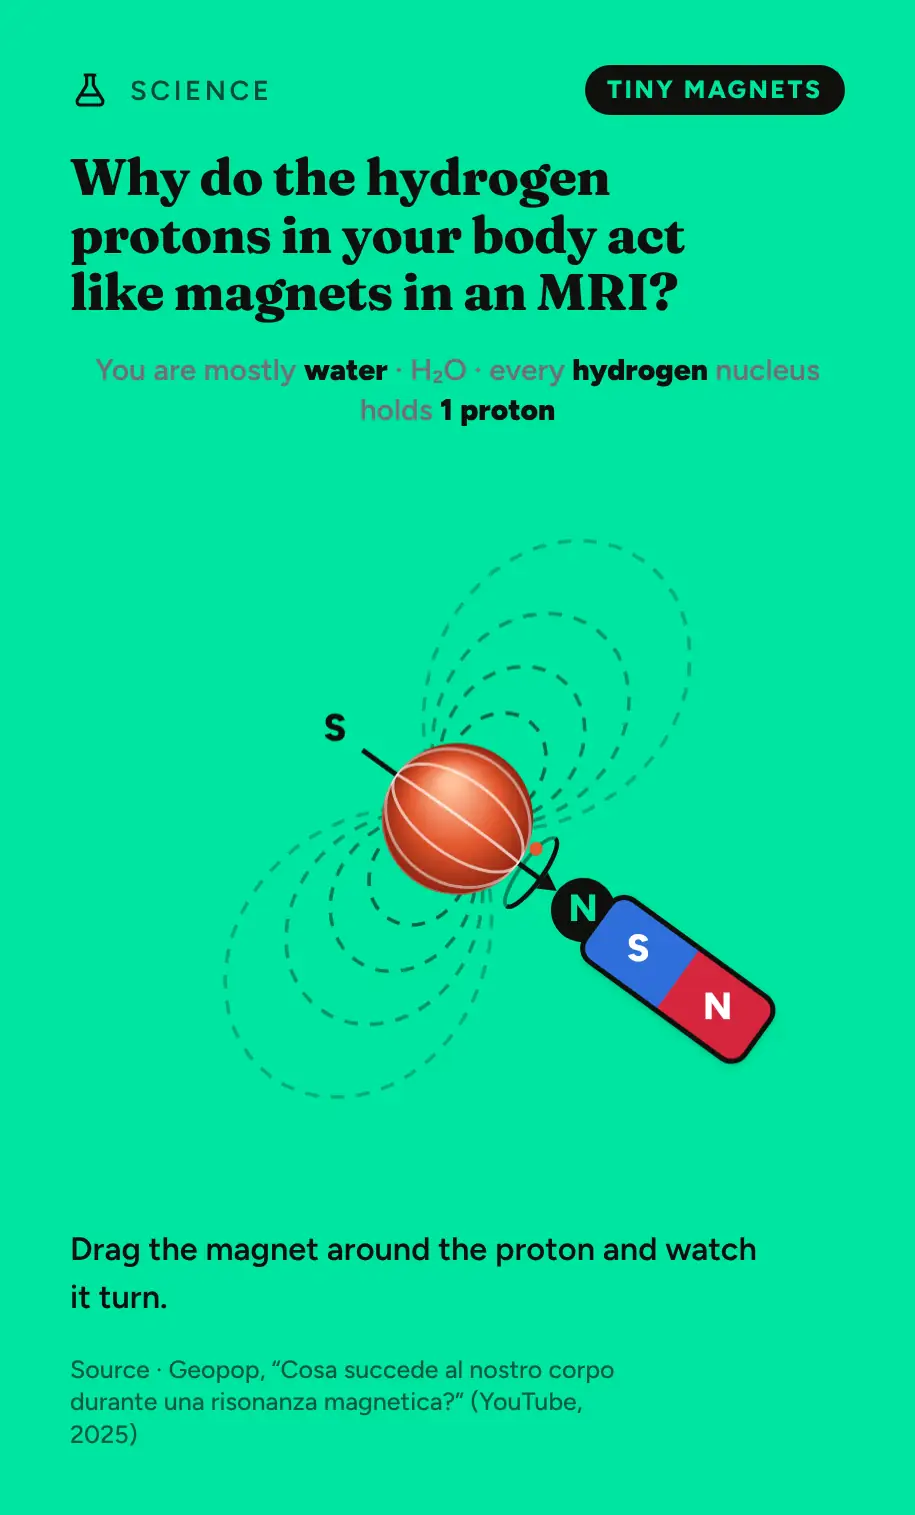 SCIENCE
TINY MAGNETS
Why do the hydrogen
protons in your body act
like magnets in an MRI?
You are mostly water · H₂O · every hydrogen nucleus
holds 1 proton
S
N
S
N
Drag the magnet around the proton and watch
it turn.
Source · Geopop, “Cosa succede al nostro corpo
durante una risonanza magnetica?” (YouTube,
2025)